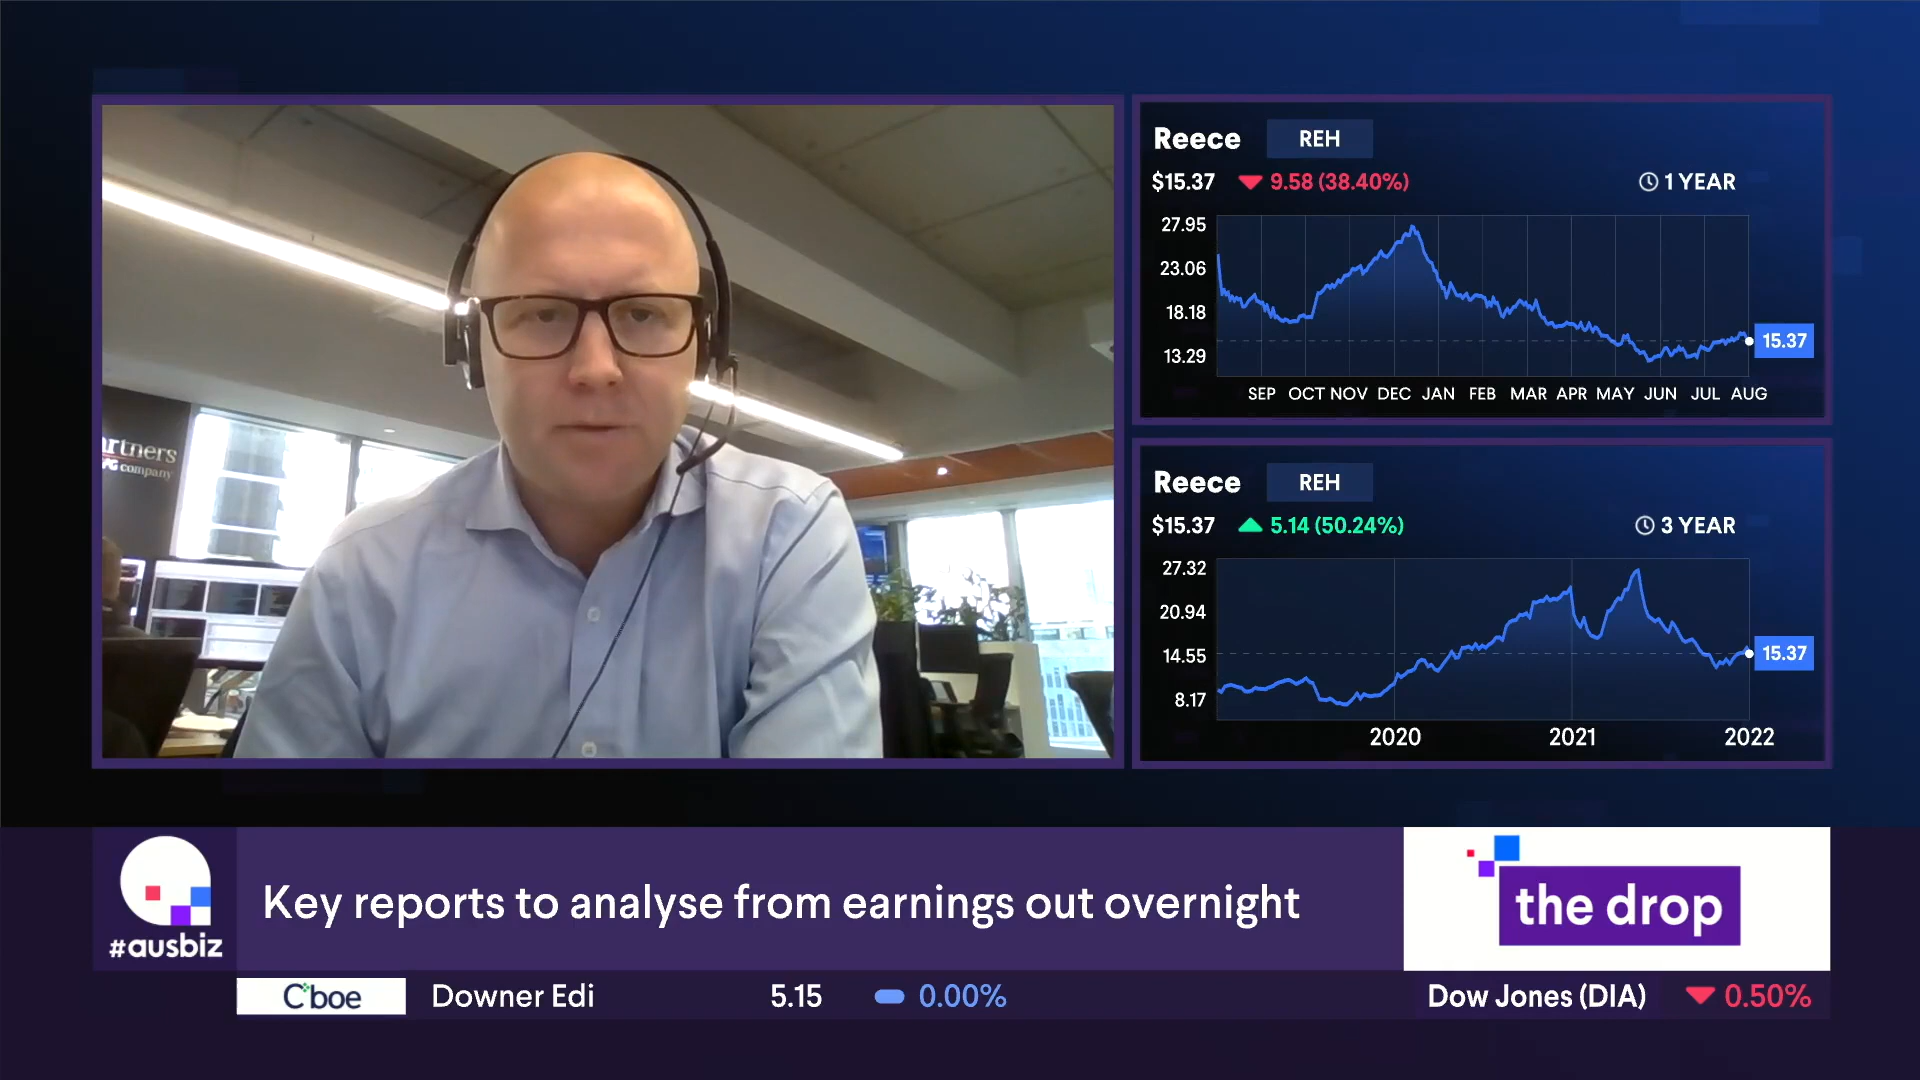 artners
AG company
Reece REH
$15.37 9.58 (38.40%) 1 YEAR
27.95
23.06
18.18
13.29
15.37
SEP OCT NOV DEC JAN FEB MAR APR MAY JUN JUL AUG
Reece REH
$15.37 5.14 (50.24%) 3 YEAR
27.32
20.94
14.55
8.17
15.37
2020 2021 2022
#ausbiz
Key reports to analyse from earnings out overnight
the drop
Cboe Downer Edi 5.15 0.00% Dow Jones (DIA) 0.50%